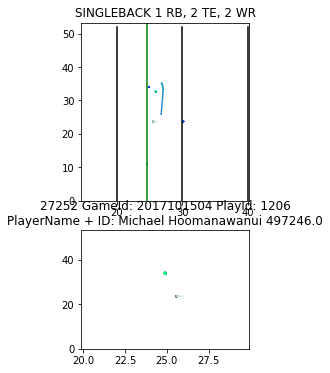 SINGLEBACK 1 RB, 2 TE, 2 WR
50
40
30
20
10
0
20 30 40
27252 GameId: 2017101504 PlayId: 1206
PlayerName + ID: Michael Hoomanawanui 497246.0
40
20
0
20.0 22.5 25.0 27.5